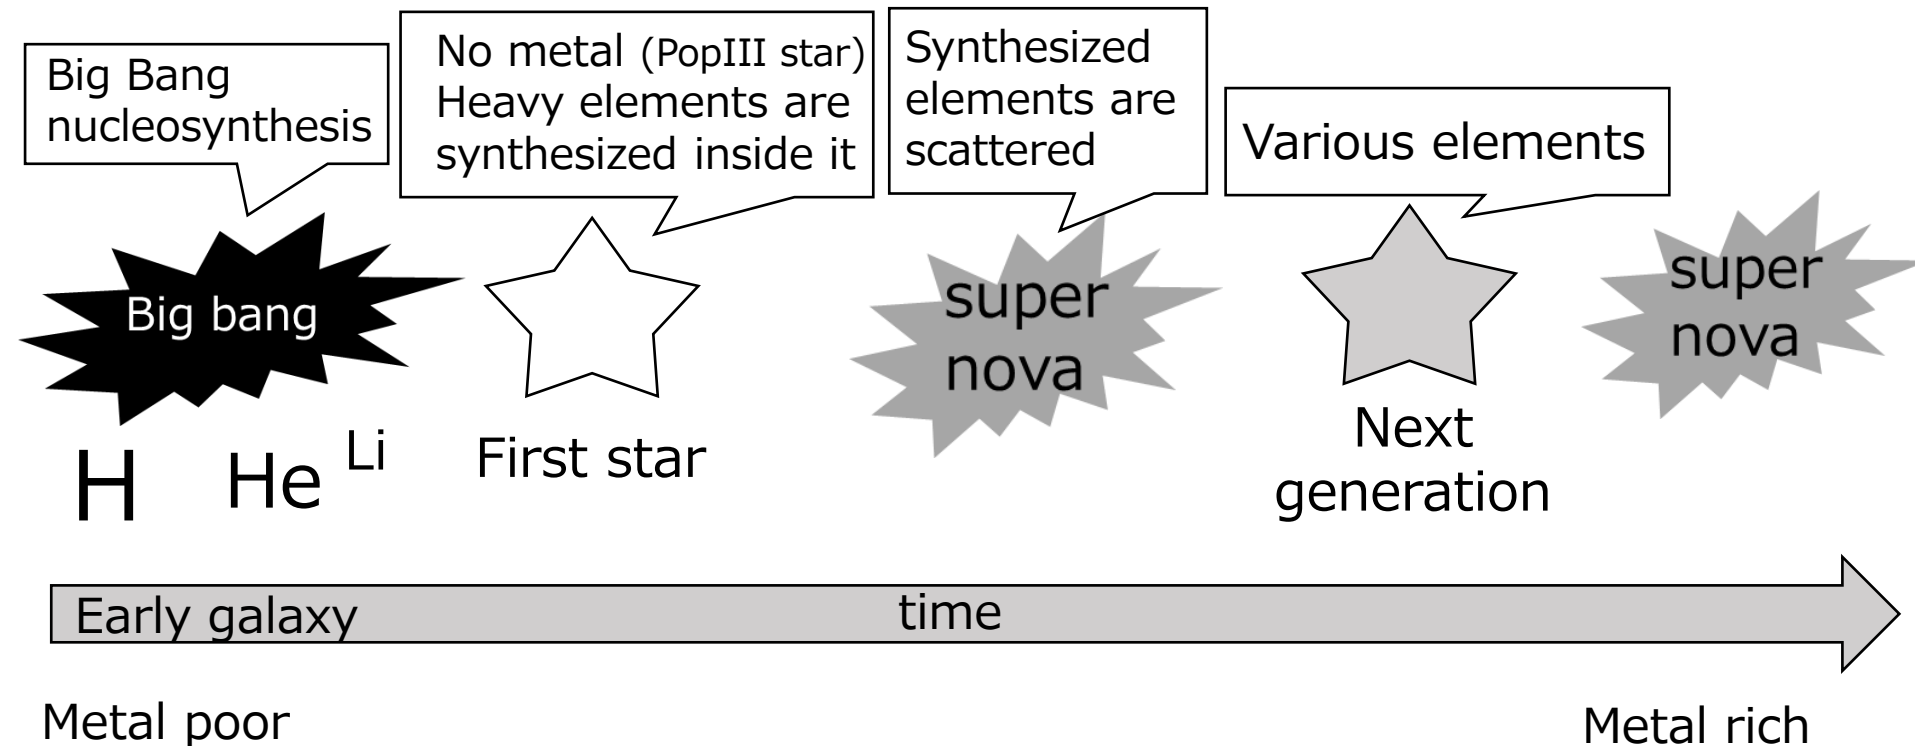 Big Bang
nucleosynthesis
No metal (PopIII star)
Heavy elements are
synthesized inside it
Synthesized
elements are
scattered
Various elements
Big bang
super
nova
super
nova
H He Li
First star
Next
generation
Early galaxy
time
Metal poor
Metal rich